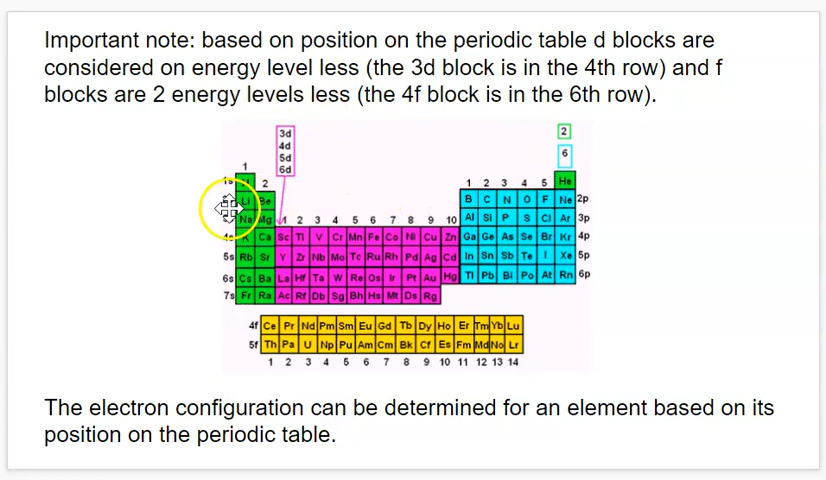 Important note: based on position on the periodic table d blocks are
considered on energy level less (the 3d block is in the 4th row) and f
blocks are 2 energy levels less (the 4f block is in the 6th row).
3d
4d
5d
6d
2
6
1
2
1 2 3 4 5
He
Li Be
B C N O F Ne 2p
Na Mg
1 2 3 4 5 6 7 8 9 10
Al Si P S Cl Ar 3p
K Ca Sc Ti V Cr Mn Fe Co Ni Cu Zn Ga Ge As Se Br Kr 4p
5s Rb Sr Y Zr Nb Mo Tc Ru Rh Pd Ag Cd In Sn Sb Te I Xe 5p
6s Cs Ba La Hf Ta W Re Os Ir Pt Au Hg Tl Pb Bi Po At Rn 6p
7s Fr Ra Ac Rf Db Sg Bh Hs Mt Ds Rg
4f Ce Pr Nd Pm Sm Eu Gd Tb Dy Ho Er Tm Yb Lu
5f Th Pa U Np Pu Am Cm Bk Cf Es Fm Md No Lr
1 2 3 4 5 6 7 8 9 10 11 12 13 14
The electron configuration can be determined for an element based on its
position on the periodic table.